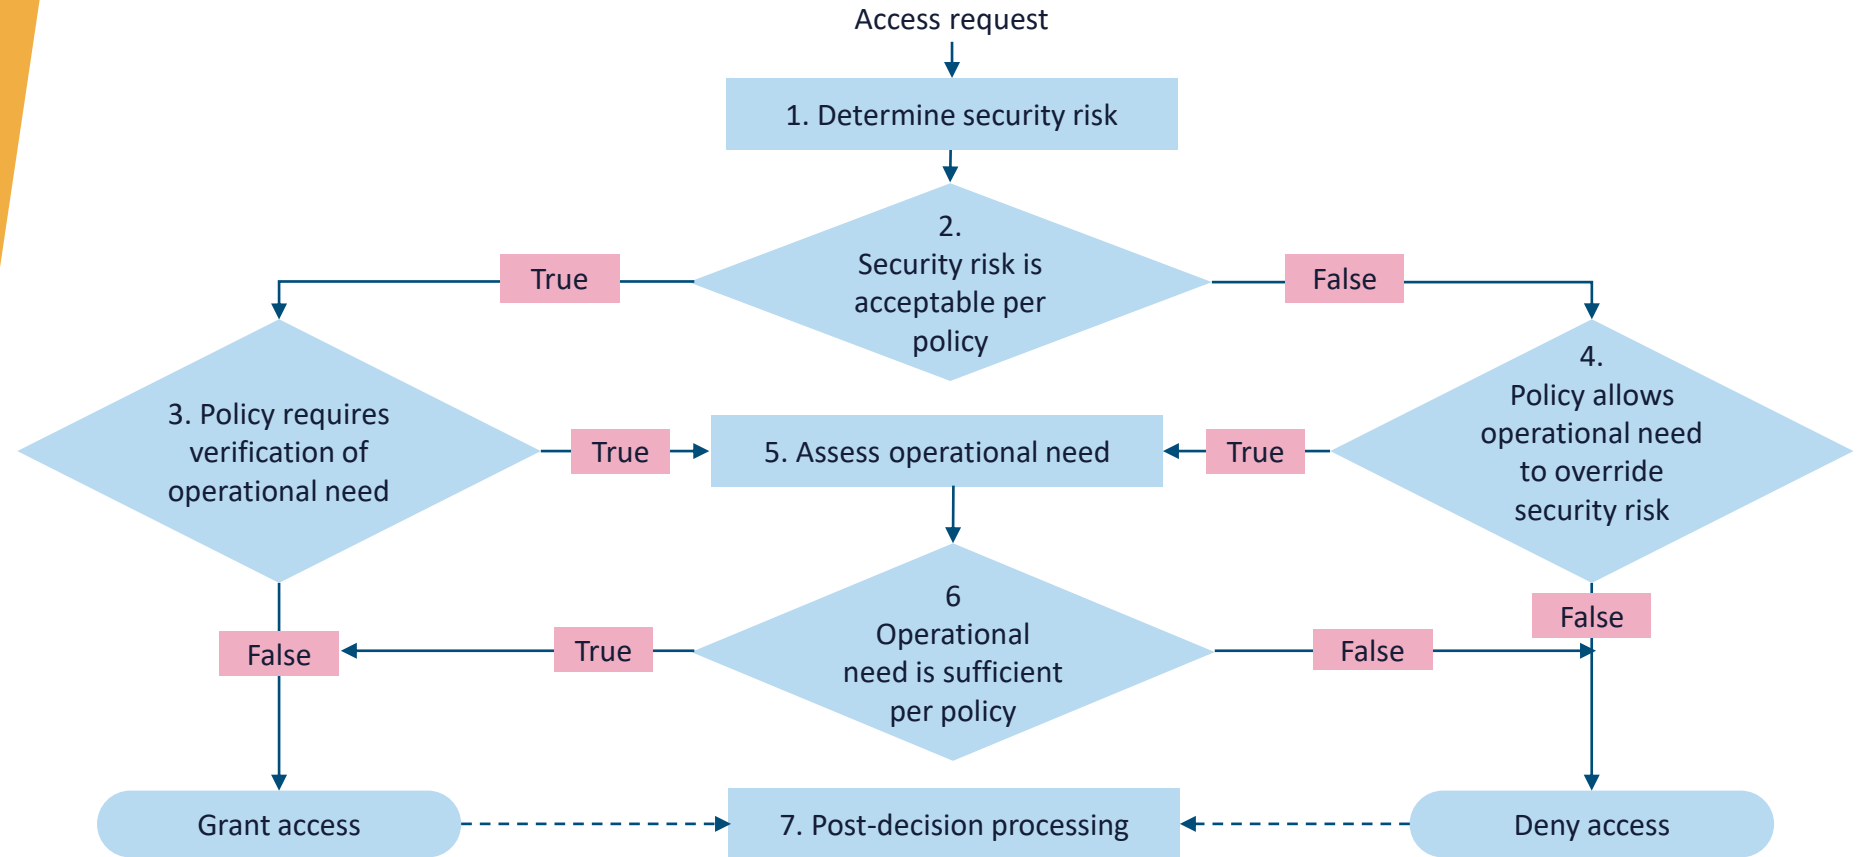 Access request
1. Determine security risk
2.
Security risk is
acceptable per
policy
True
False
3. Policy requires
verification of
operational need
True
5. Assess operational need
True
4.
Policy allows
operational need
to override
security risk
6
Operational
need is sufficient
per policy
False
True
False
False
Grant access
7. Post-decision processing
Deny access